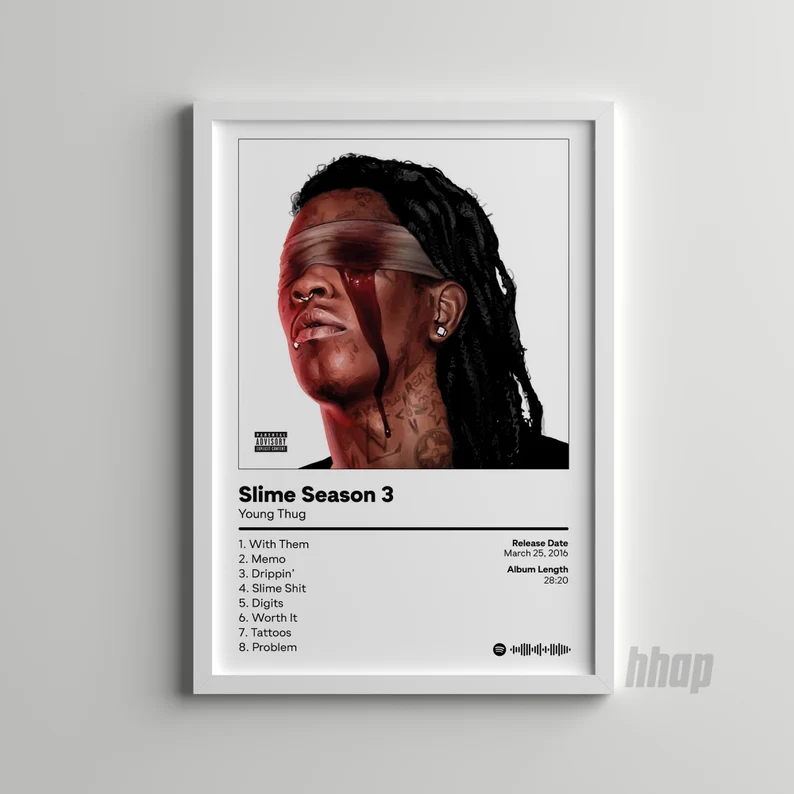 PARENTAL
ADVISORY
EXPLICIT CONTENT
Slime Season 3
Young Thug
1. With Them
2. Memo
3. Drippin'
4. Slime Shit
5. Digits
6. Worth It
7. Tattoos
8. Problem
Release Date
March 25, 2016
Album Length
28:20
hhap